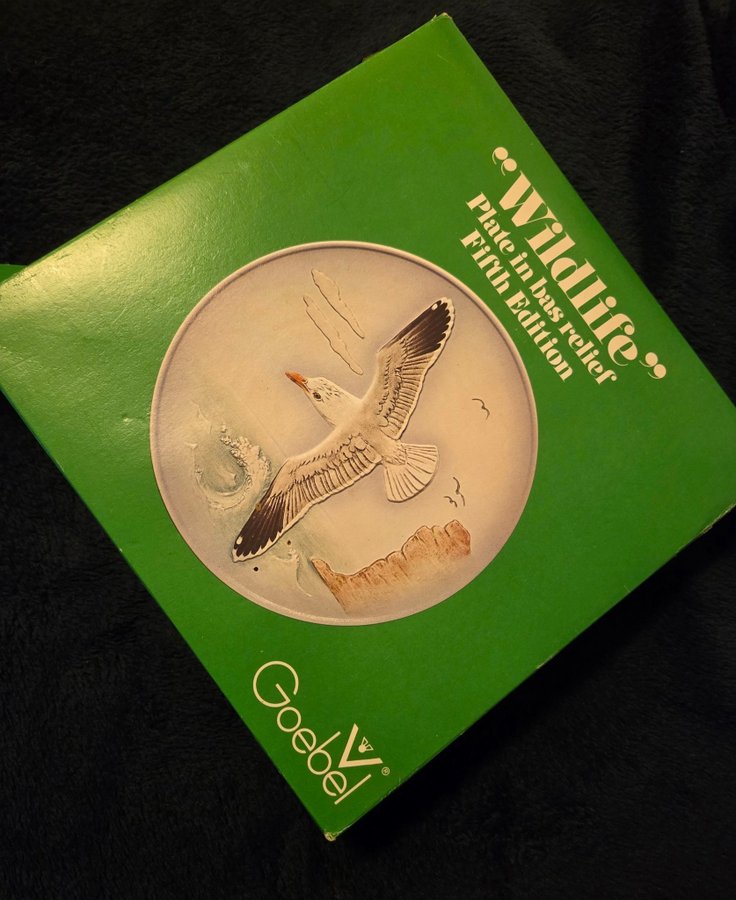 “Wildlife”
Plate in bas relief
Fifth Edition
Goebel ®